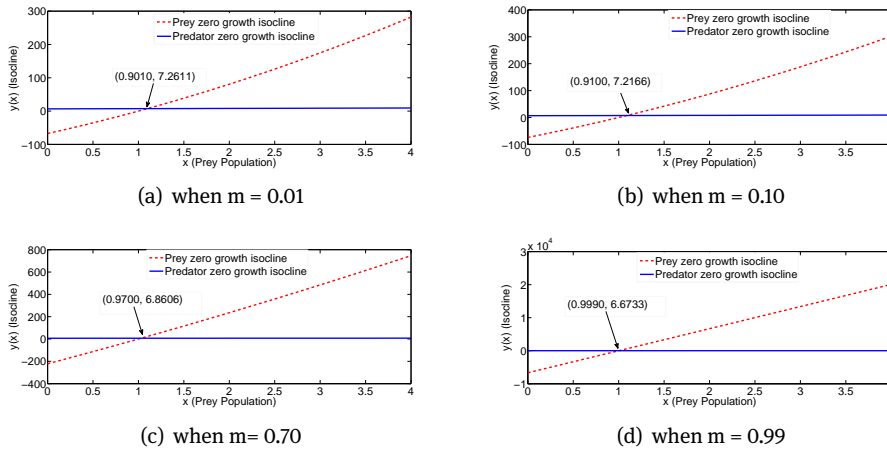 300
200
100
0
−100
y(x) (Isocline)
Prey zero growth isocline
Predator zero growth isocline
(0.9010, 7.2611)
0 0.5 1 1.5 2 2.5 3 3.5 4
x (Prey Population)
(a) when m = 0.01
400
300
200
100
0
−100
y(x) (Isocline)
Prey zero growth isocline
Predator zero growth isocline
(0.9100, 7.2166)
0 0.5 1 1.5 2 2.5 3 3.5
x (Prey Population)
(b) when m = 0.10
800
600
400
200
0
−200
−400
y(x) (Isocline)
Prey zero growth isocline
Predator zero growth isocline
(0.9700, 6.8606)
0 0.5 1 1.5 2 2.5 3 3.5 4
x (Prey Population)
(c) when m= 0.70
x 10^4
3
2
1
0
−1
y(x) (Isocline)
Prey zero growth isocline
Predator zero growth isocline
(0.9990, 6.6733)
0 0.5 1 1.5 2 2.5 3 3.5
x (Prey Population)
(d) when m = 0.99